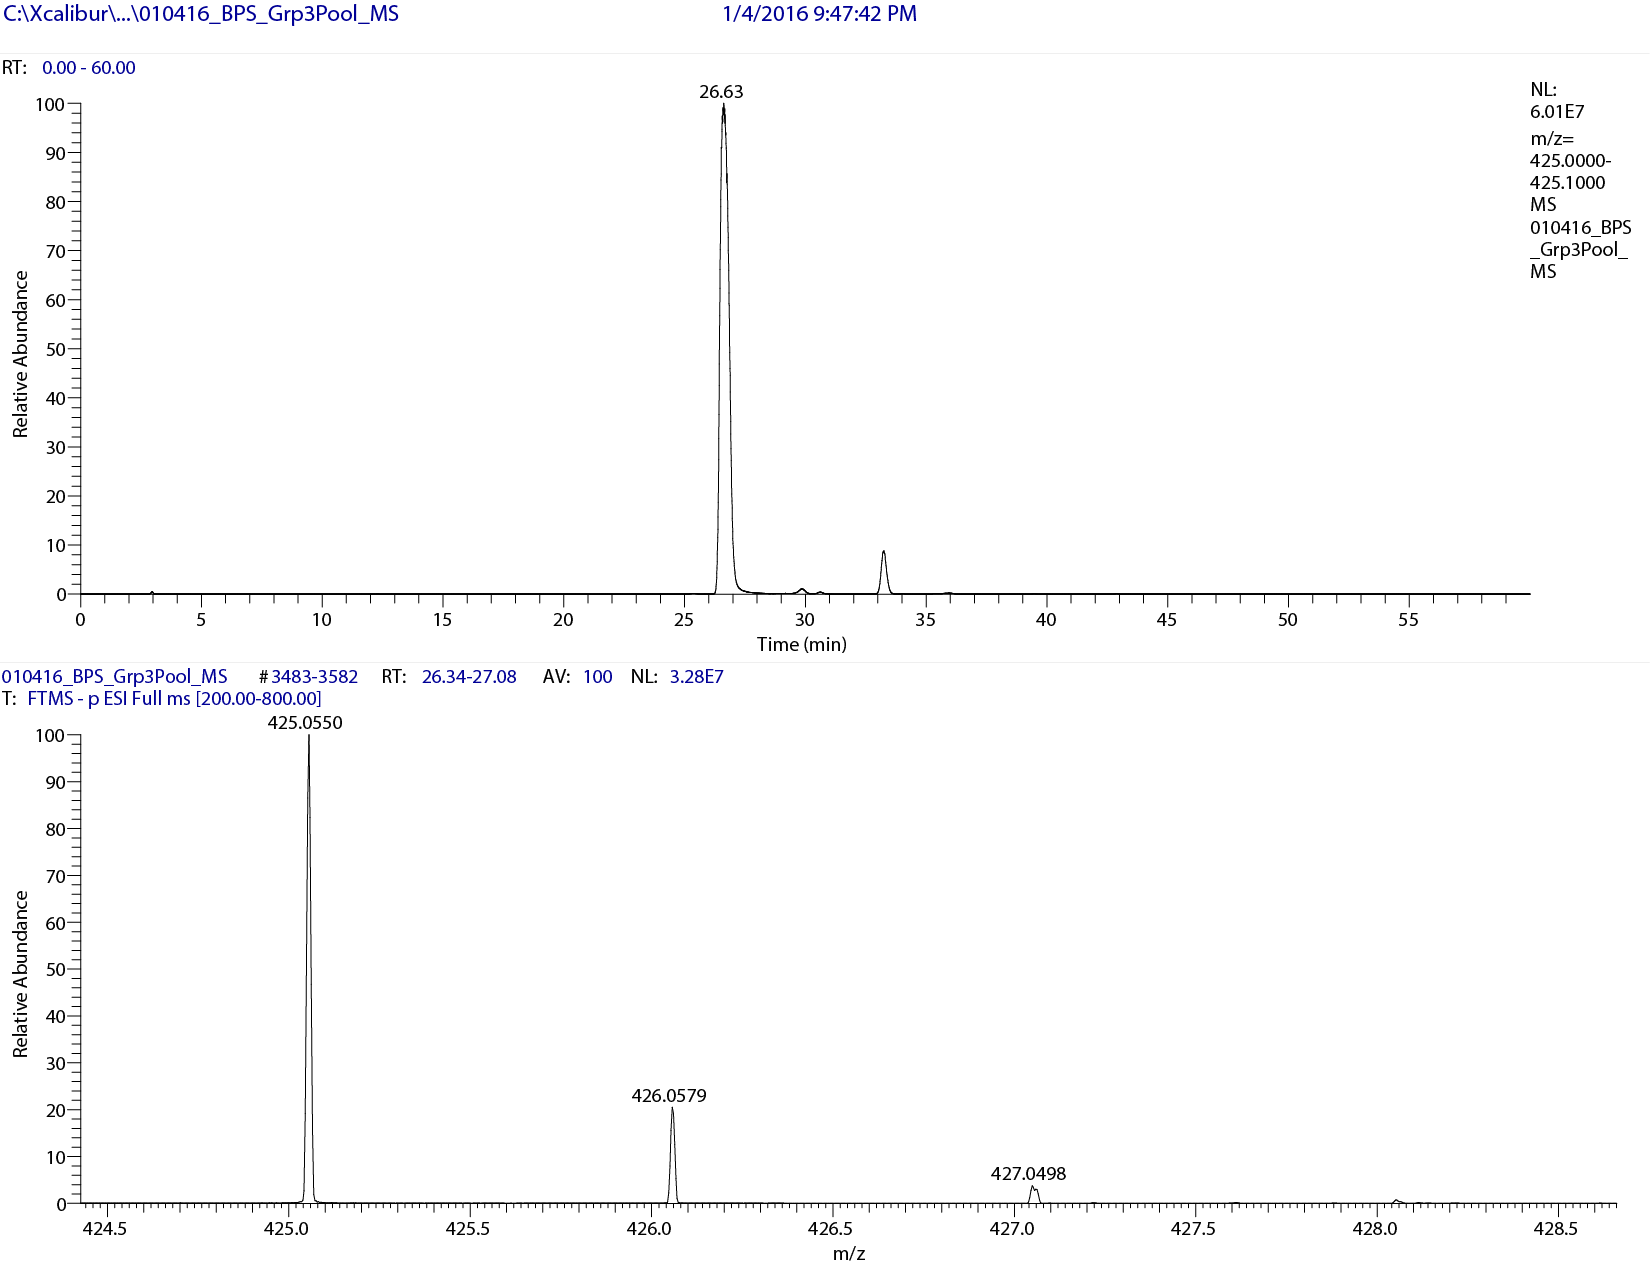 C:\Xcalibur\...\010416_BPS_Grp3Pool_MS 1/4/2016 9:47:42 PM
RT: 0.00 - 60.00
26.63
NL:
6.01E7
m/z=
425.0000-
425.1000
MS
010416_BPS
_Grp3Pool_
MS
100
90
80
70
60
50
40
30
20
10
0
Relative Abundance
0 5 10 15 20 25 30 35 40 45 50 55
Time (min)
010416_BPS_Grp3Pool_MS #3483-3582 RT: 26.34-27.08 AV: 100 NL: 3.28E7
T: FTMS - p ESI Full ms [200.00-800.00]
425.0550
100
90
80
70
60
50
40
30
20
10
0
Relative Abundance
426.0579
427.0498
424.5 425.0 425.5 426.0 426.5 427.0 427.5 428.0 428.5
m/z